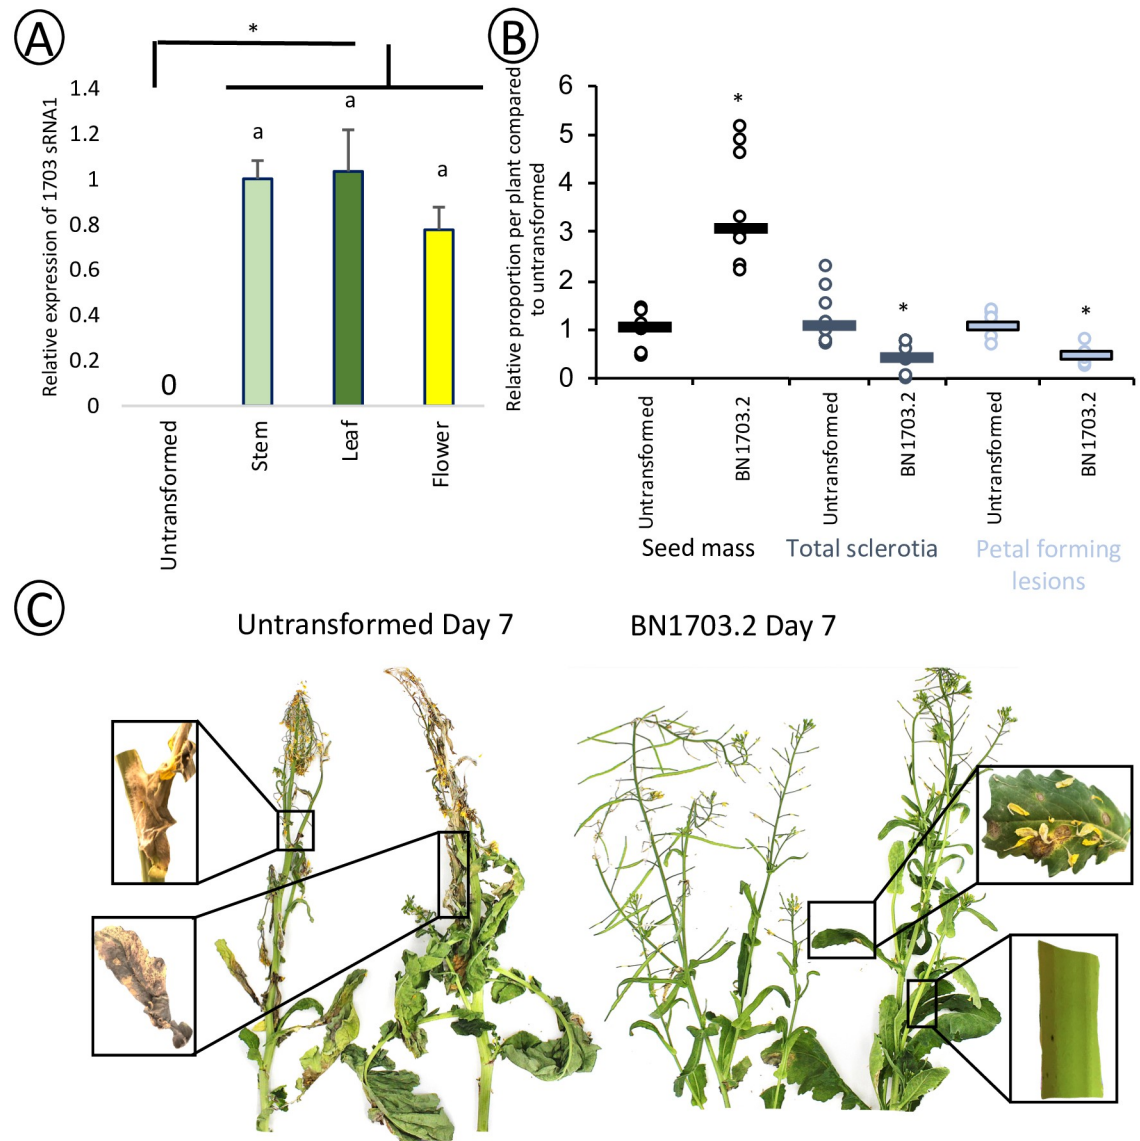 A
*
Relative expression of 1703 sRNA1
1.4
1.2
1
0.8
0.6
0.4
0.2
0
a
a
a
0
Untransformed
Stem
Leaf
Flower
B
Relative proportion per plant compared
to untransformed
6
5
4
3
2
1
0
*
*
*
Untransformed
BN1703.2
Untransformed
BN1703.2
Untransformed
BN1703.2
Seed mass
Total sclerotia
Petal forming
lesions
C
Untransformed Day 7
BN1703.2 Day 7